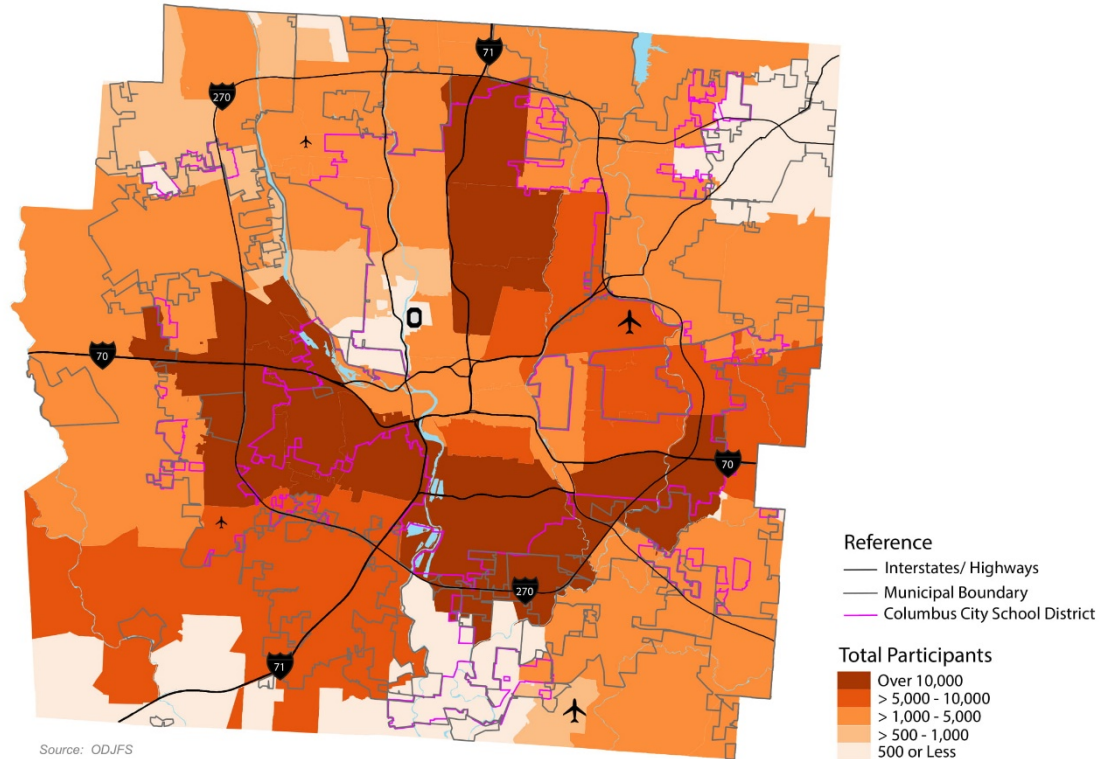 71
270
70
70
270
71
Reference
Interstates/ Highways
Municipal Boundary
Columbus City School District
Total Participants
Over 10,000
> 5,000 - 10,000
> 1,000 - 5,000
> 500 - 1,000
500 or Less
Source: ODJFS